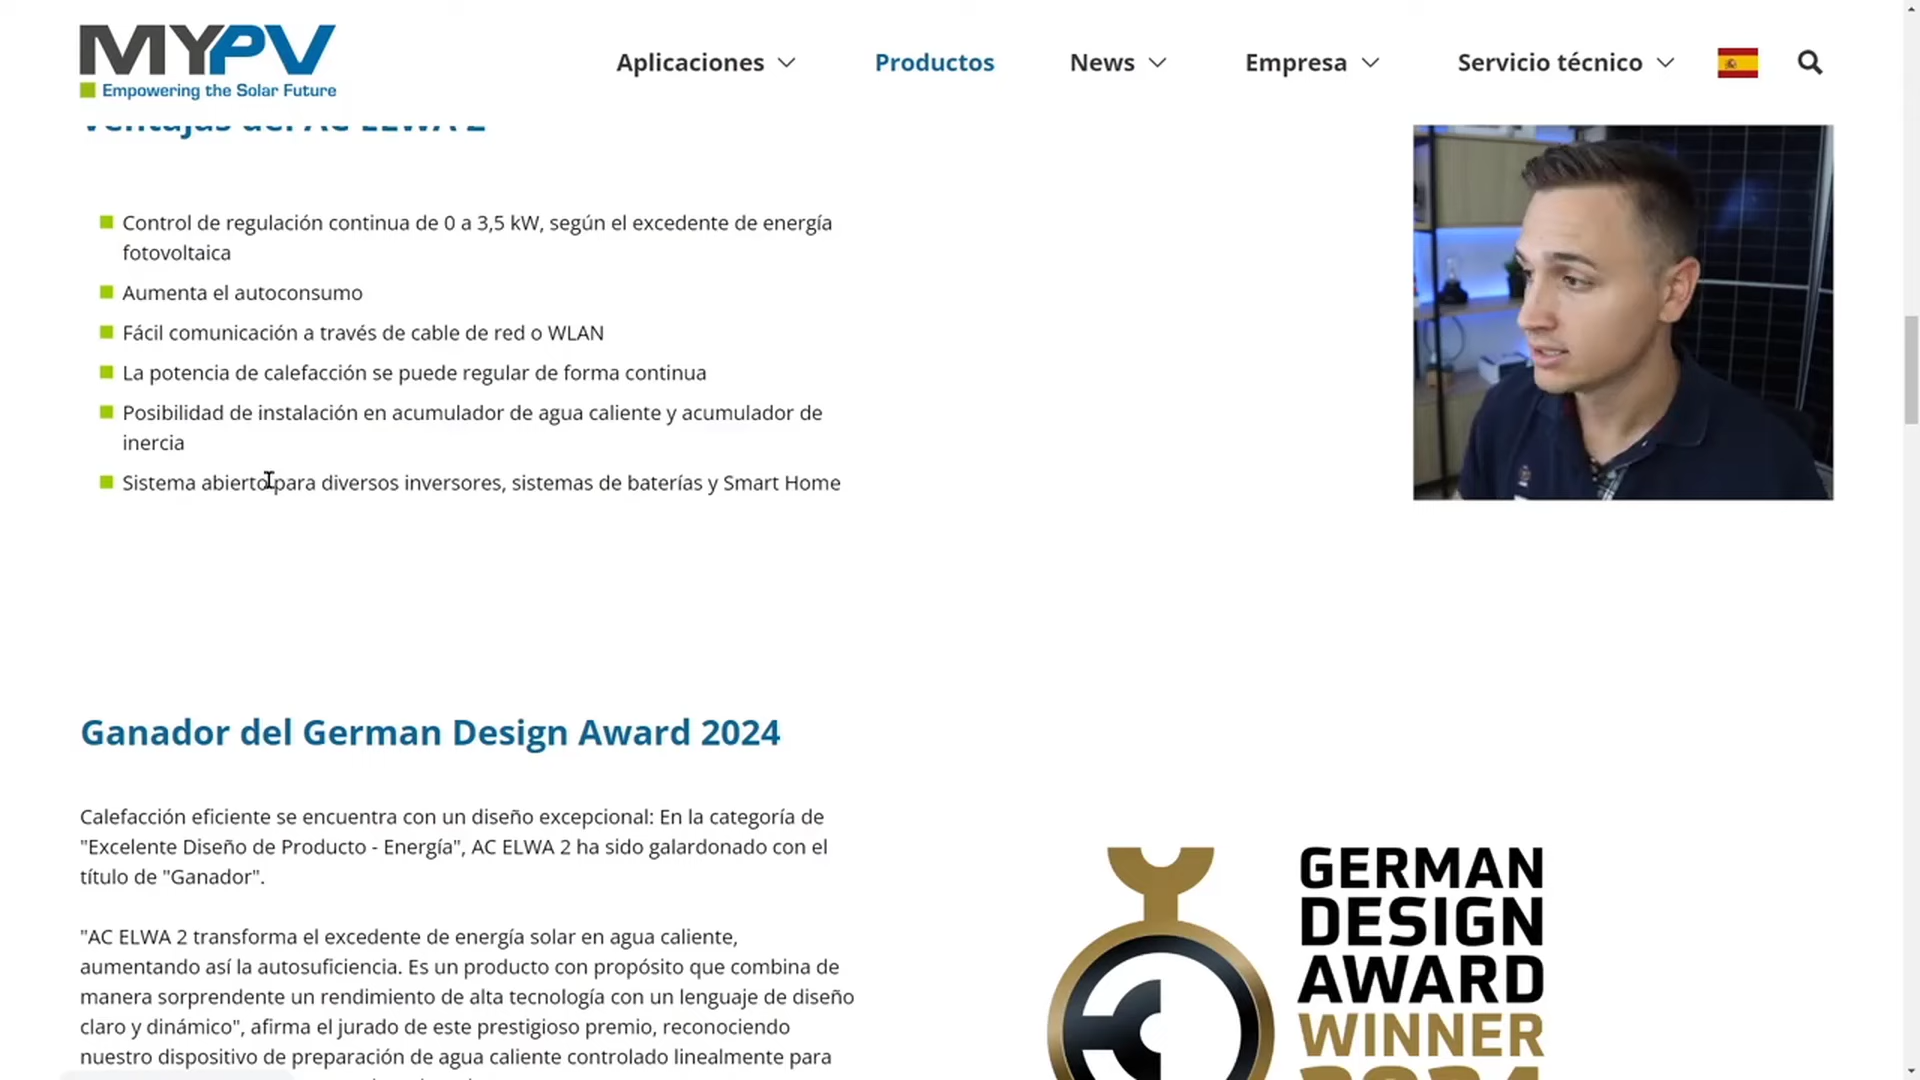 MYPV
Empowering the Solar Future
Aplicaciones
Productos
News
Empresa
Servicio técnico
Ventajas del AC ELWA 2
Control de regulación continua de 0 a 3,5 kW, según el excedente de energía
fotovoltaica
Aumenta el autoconsumo
Fácil comunicación a través de cable de red o WLAN
La potencia de calefacción se puede regular de forma continua
Posibilidad de instalación en acumulador de agua caliente y acumulador de
inercia
Sistema abierto para diversos inversores, sistemas de baterías y Smart Home
Ganador del German Design Award 2024
Calefacción eficiente se encuentra con un diseño excepcional: En la categoría de
"Excelente Diseño de Producto - Energía", AC ELWA 2 ha sido galardonado con el
título de "Ganador".
"AC ELWA 2 transforma el excedente de energía solar en agua caliente,
aumentando así la autosuficiencia. Es un producto con propósito que combina de
manera sorprendente un rendimiento de alta tecnología con un lenguaje de diseño
claro y dinámico", afirma el jurado de este prestigioso premio, reconociendo
nuestro dispositivo de preparación de agua caliente controlado linealmente para
GERMAN
DESIGN
AWARD
WINNER
2024